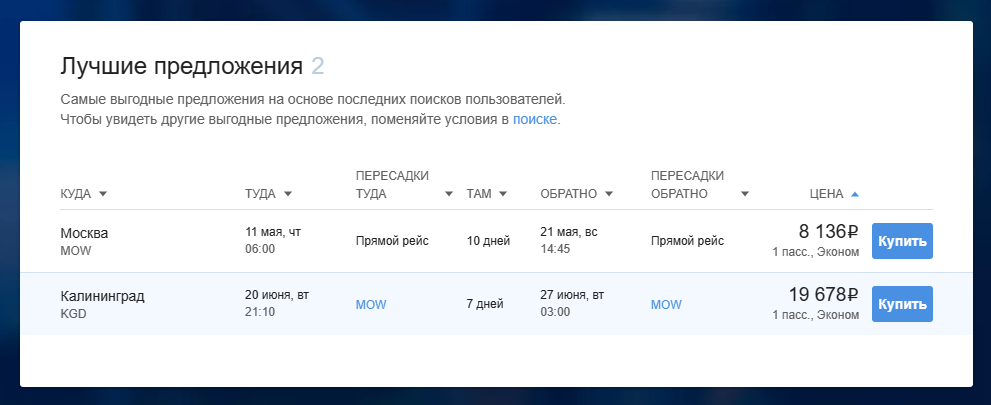 Лучшие предложения 2
Самые выгодные предложения на основе последних поисков пользователей.
Чтобы увидеть другие выгодные предложения, поменяйте условия в поиске.
КУДА ТУДА ПЕРЕСАДКИ ТУДА ТАМ ОБРАТНО ПЕРЕСАДКИ ОБРАТНО ЦЕНА
Москва 11 мая, чт Прямой рейс 10 дней 21 мая, вс Прямой рейс 8 136₽ Купить
MOW 06:00 14:45 1 пасс., Эконом
Калининград 20 июня, вт MOW 7 дней 27 июня, вт MOW 19 678₽ Купить
KGD 21:10 03:00 1 пасс., Эконом